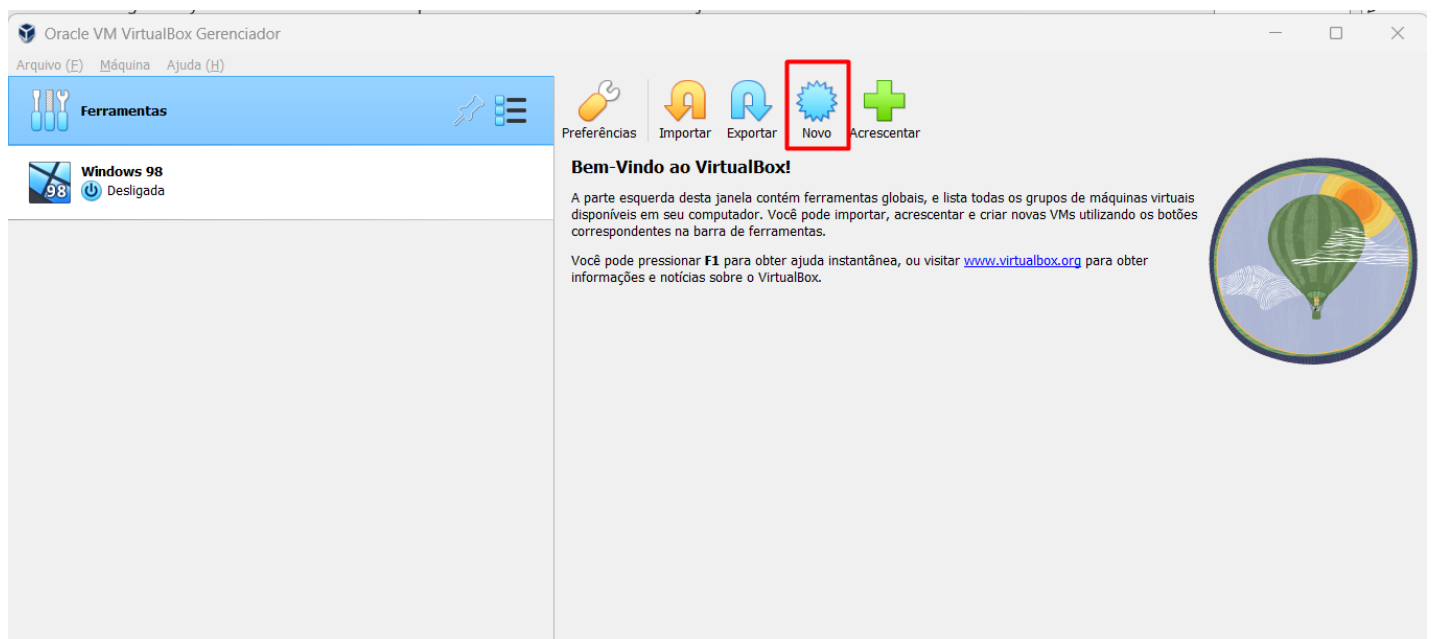 Oracle VM VirtualBox Gerenciador
Arquivo (F) Máquina Ajuda (H)
Ferramentas
Preferências Importar Exportar Novo Acrescentar
98
Windows 98
Desligada
Bem-Vindo ao VirtualBox!
A parte esquerda desta janela contém ferramentas globais, e lista todas os grupos de máquinas virtuais
disponíveis em seu computador. Você pode importar, acrescentar e criar novas VMs utilizando os botões
correspondentes na barra de ferramentas.
Você pode pressionar F1 para obter ajuda instantânea, ou visitar www.virtualbox.org para obter
informações e notícias sobre o VirtualBox.